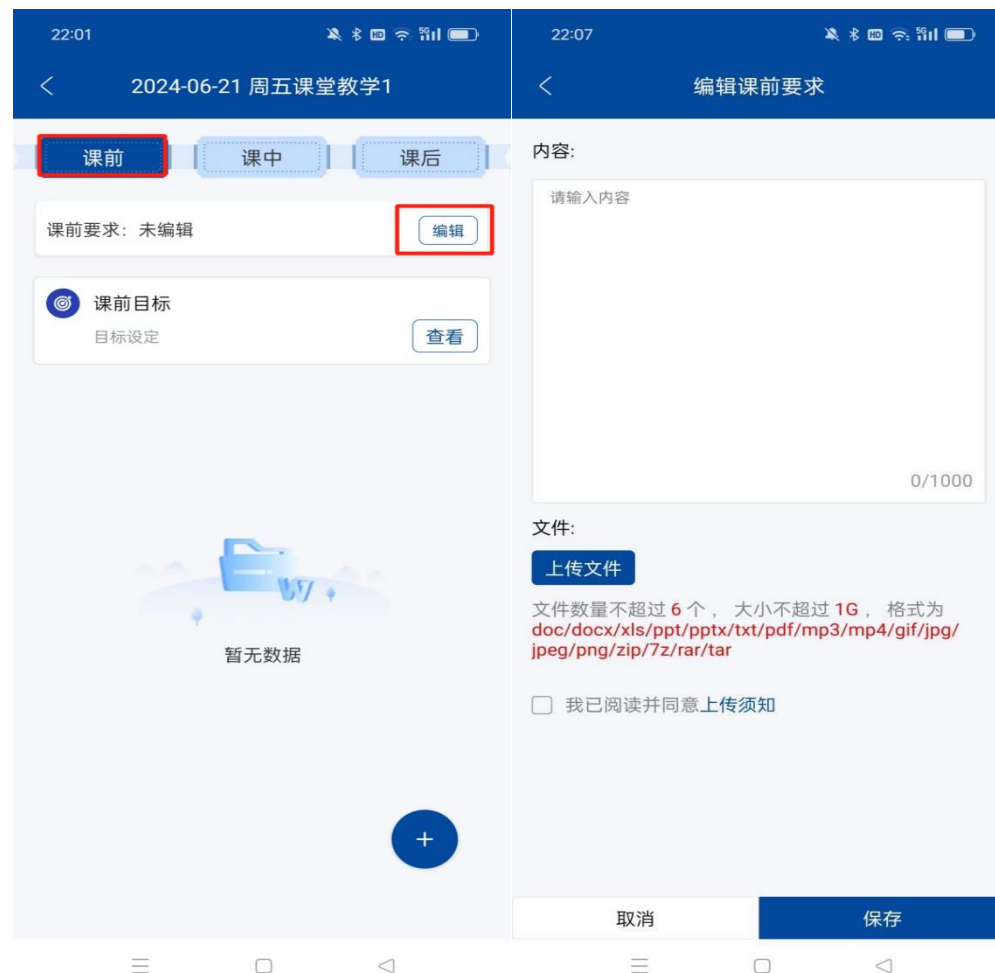 22:01
2024-06-21 周五课堂教学1
课前
课中
课后
课前要求：未编辑
编辑
课前目标
目标设定
查看
暂无数据
+
22:07
编辑课前要求
内容:
请输入内容
0/1000
文件:
上传文件
文件数量不超过 6 个 ， 大小不超过 1G ， 格式为
doc/docx/xls/ppt/pptx/txt/pdf/mp3/mp4/gif/jpg/
jpeg/png/zip/7z/rar/tar
我已阅读并同意上传须知
取消
保存